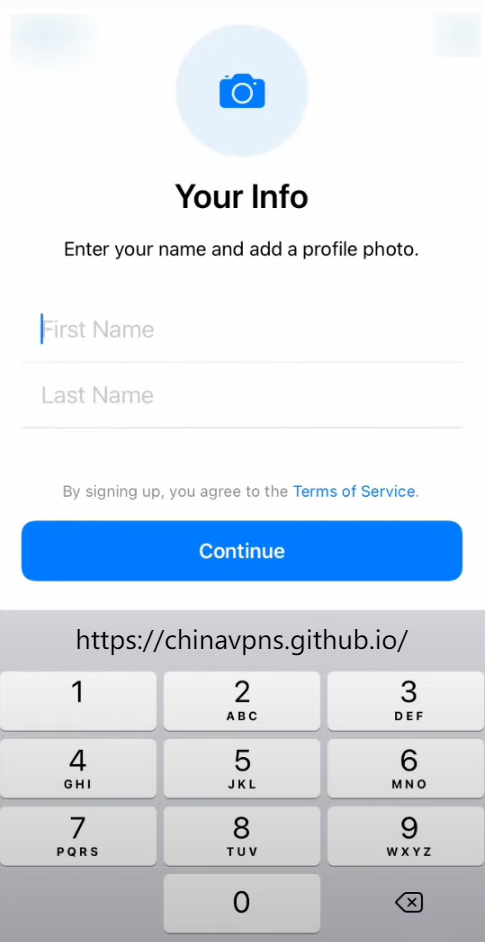 Your Info
Enter your name and add a profile photo.
First Name
Last Name
By signing up, you agree to the Terms of Service.
Continue
https://chinavpns.github.io/
1
2
ABC
3
DEF
4
GHI
5
JKL
6
MNO
7
PQRS
8
TUV
9
WXYZ
0